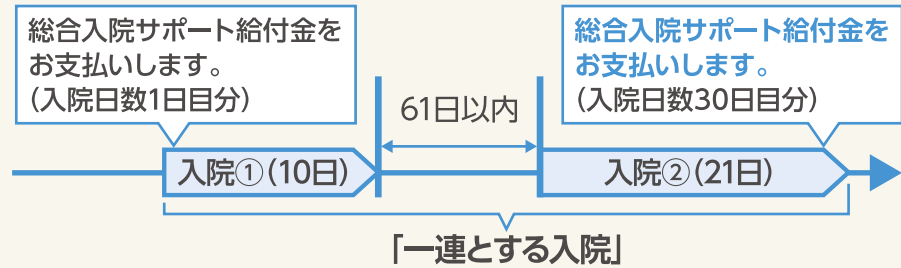 総合入院サポート給付金を
お支払いします。
(入院日数1日目分)
総合入院サポート給付金を
お支払いします。
(入院日数30日目分)
61日以内
入院①(10日)
入院②(21日)
「一連とする入院」